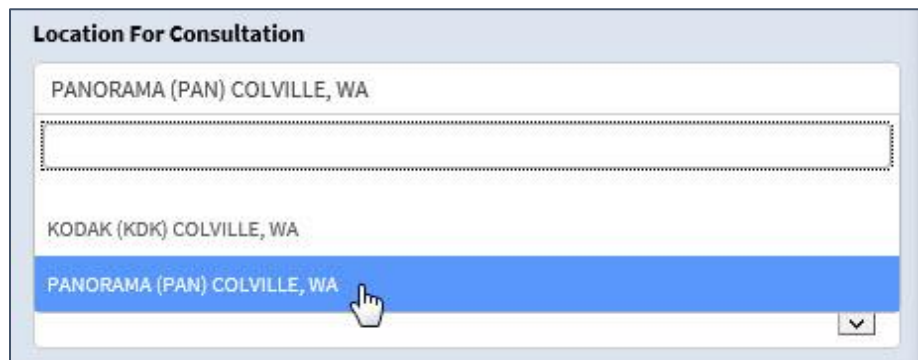 Location For Consultation
PANORAMA (PAN) COLVILLE, WA
KODAK (KDK) COLVILLE, WA
PANORAMA (PAN) COLVILLE, WA